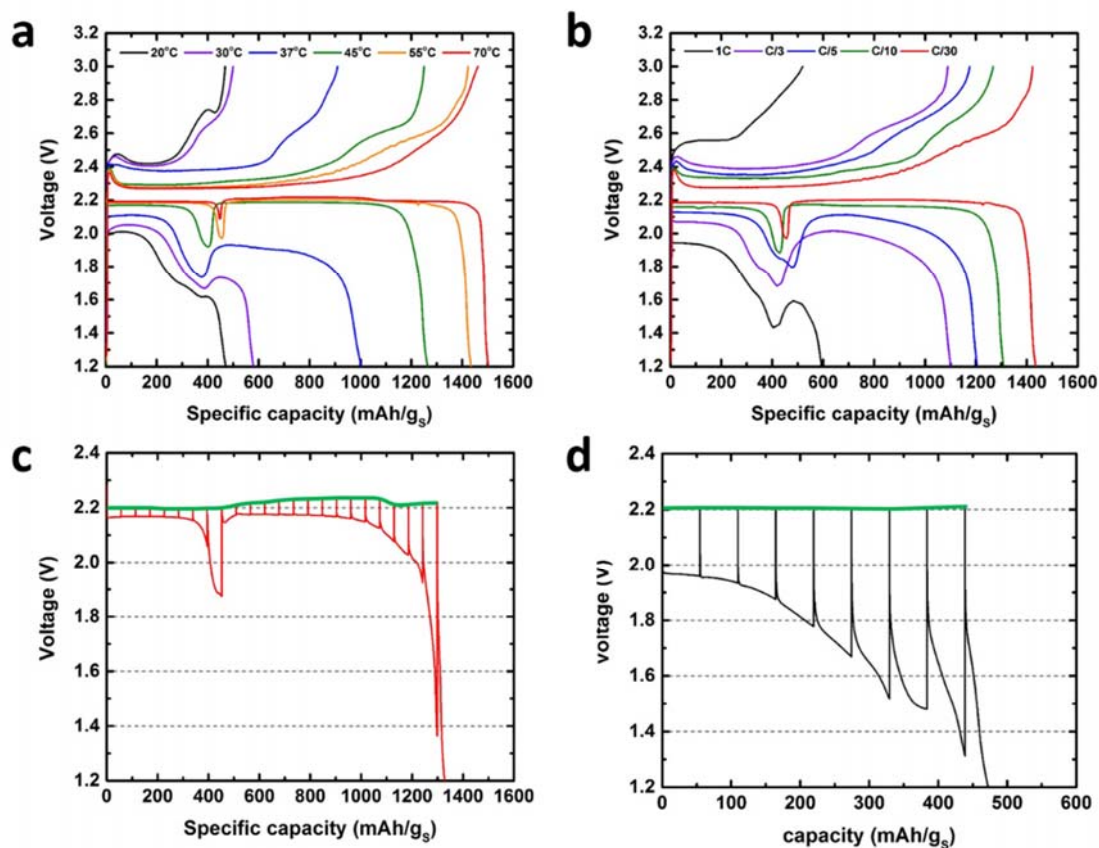 a
20°C 30°C 37°C 45°C 55°C 70°C
3.2
3.0
2.8
2.6
2.4
2.2
2.0
1.8
1.6
1.4
1.2
Voltage (V)
0 200 400 600 800 1000 1200 1400 1600
Specific capacity (mAh/gS)
b
1C C/3 C/5 C/10 C/30
3.2
3.0
2.8
2.6
2.4
2.2
2.0
1.8
1.6
1.4
1.2
Voltage (V)
0 200 400 600 800 1000 1200 1400 1600
Specific capacity (mAh/gS)
c
2.4
2.2
2.0
1.8
1.6
1.4
1.2
Voltage (V)
0 200 400 600 800 1000 1200 1400 1600
Specific capacity (mAh/gS)
d
2.4
2.2
2.0
1.8
1.6
1.4
1.2
voltage (V)
0 100 200 300 400 500 600
capacity (mAh/gS)